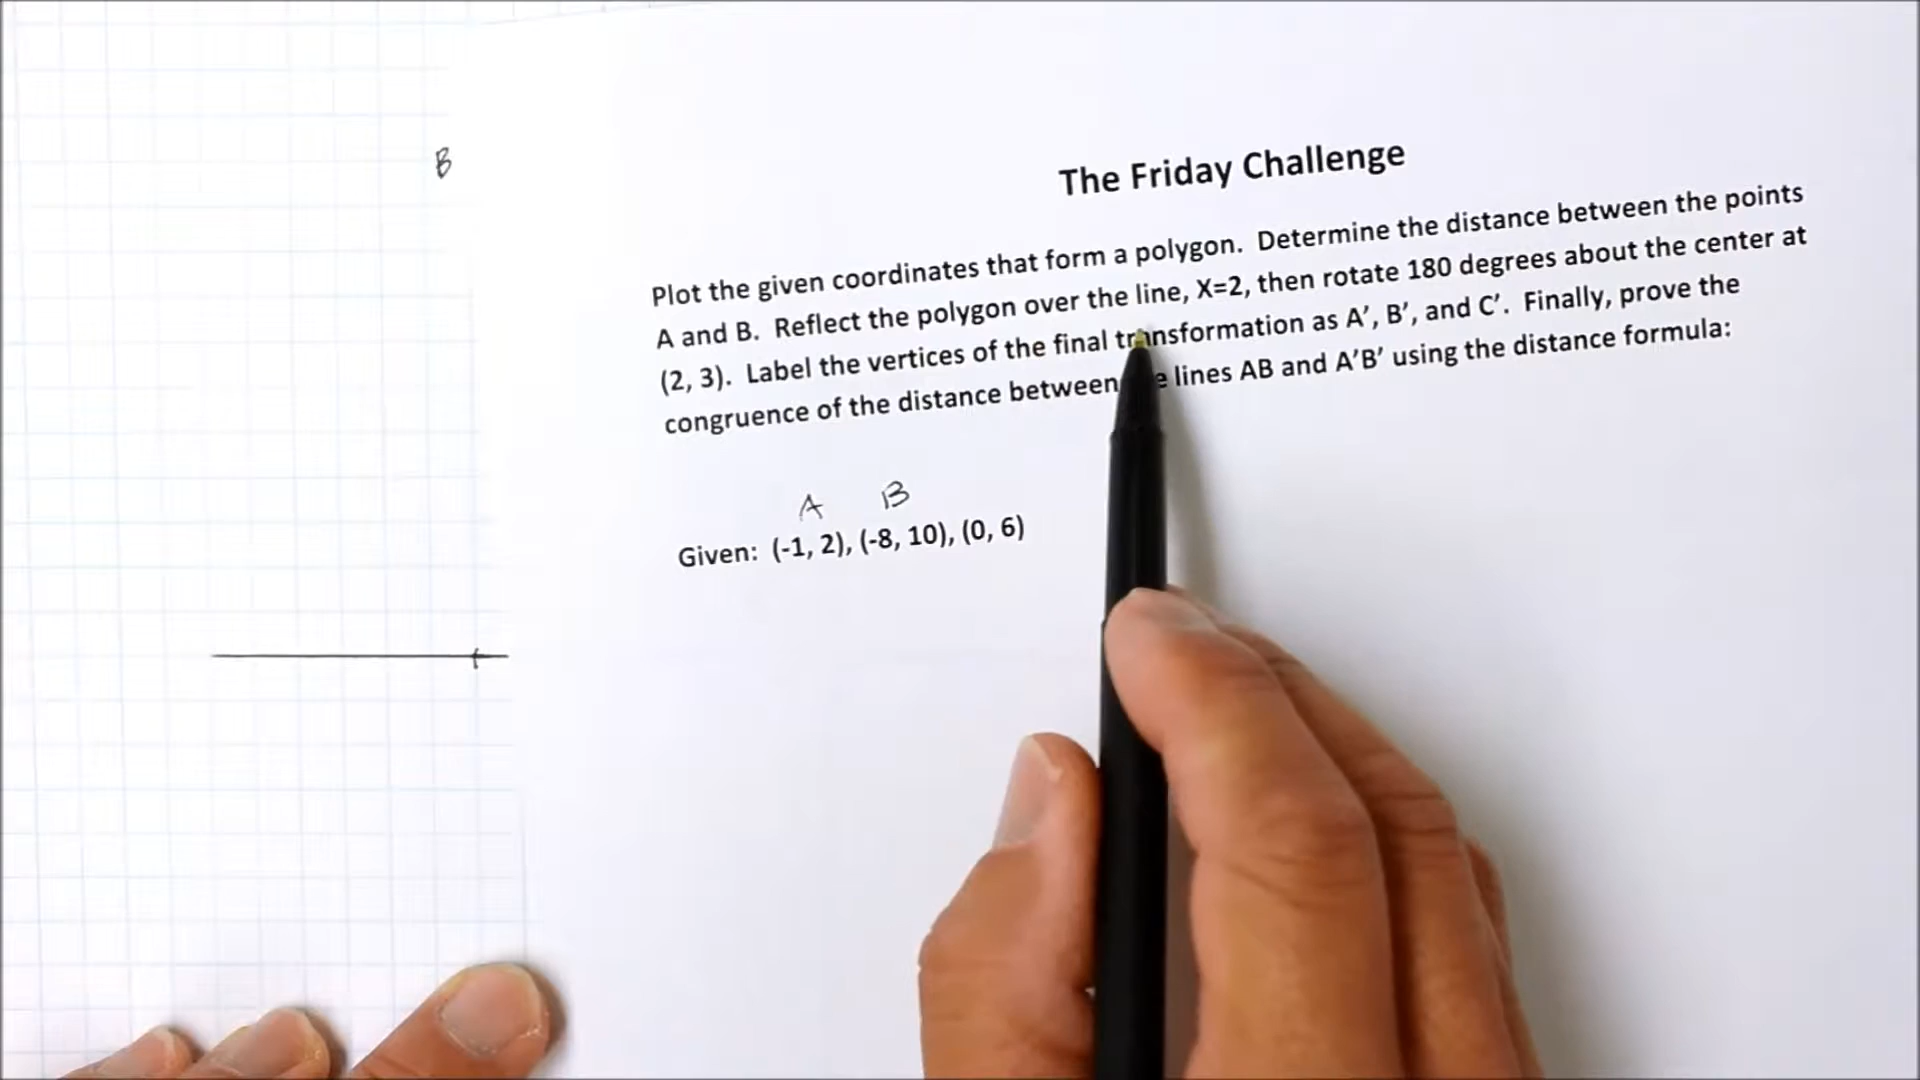 The Friday Challenge
Plot the given coordinates that form a polygon. Determine the distance between the points
A and B. Reflect the polygon over the line, X=2, then rotate 180 degrees about the center at
(2, 3). Label the vertices of the final transformation as A’, B’, and C’. Finally, prove the
congruence of the distance between lines AB and A’B’ using the distance formula:
B
A B
Given: (-1, 2), (-8, 10), (0, 6)